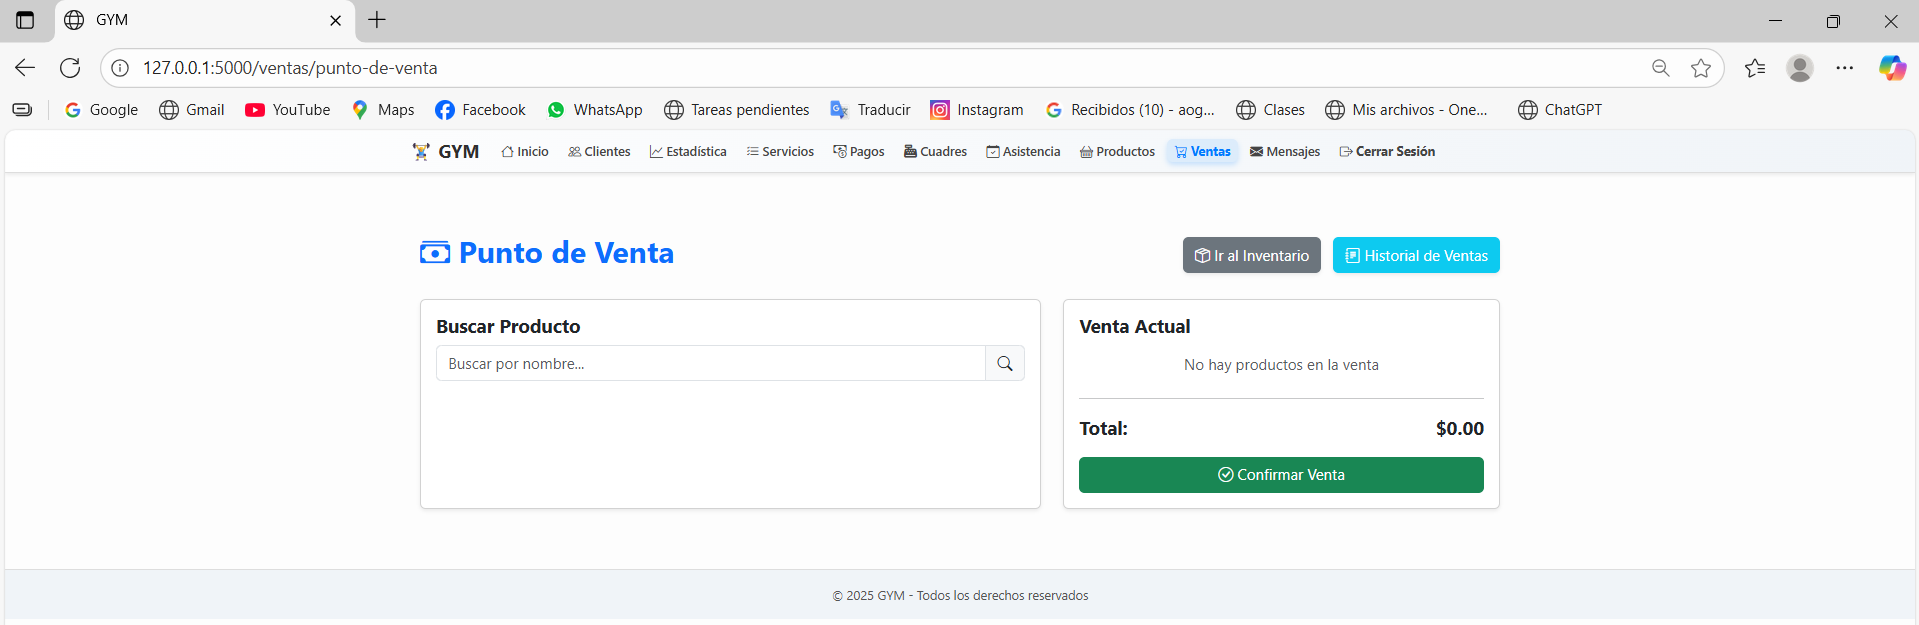 GYM
127.0.0.1:5000/ventas/punto-de-venta
Google Gmail YouTube Maps Facebook WhatsApp Tareas pendientes Traducir Instagram Recibidos (10) - aog... Clases Mis archivos - One... ChatGPT
GYM Inicio Clientes Estadística Servicios Pagos Cuadres Asistencia Productos Ventas Mensajes Cerrar Sesión
Punto de Venta
Ir al Inventario Historial de Ventas
Buscar Producto
Buscar por nombre...
Venta Actual
No hay productos en la venta
Total: $0.00
Confirmar Venta
© 2025 GYM - Todos los derechos reservados